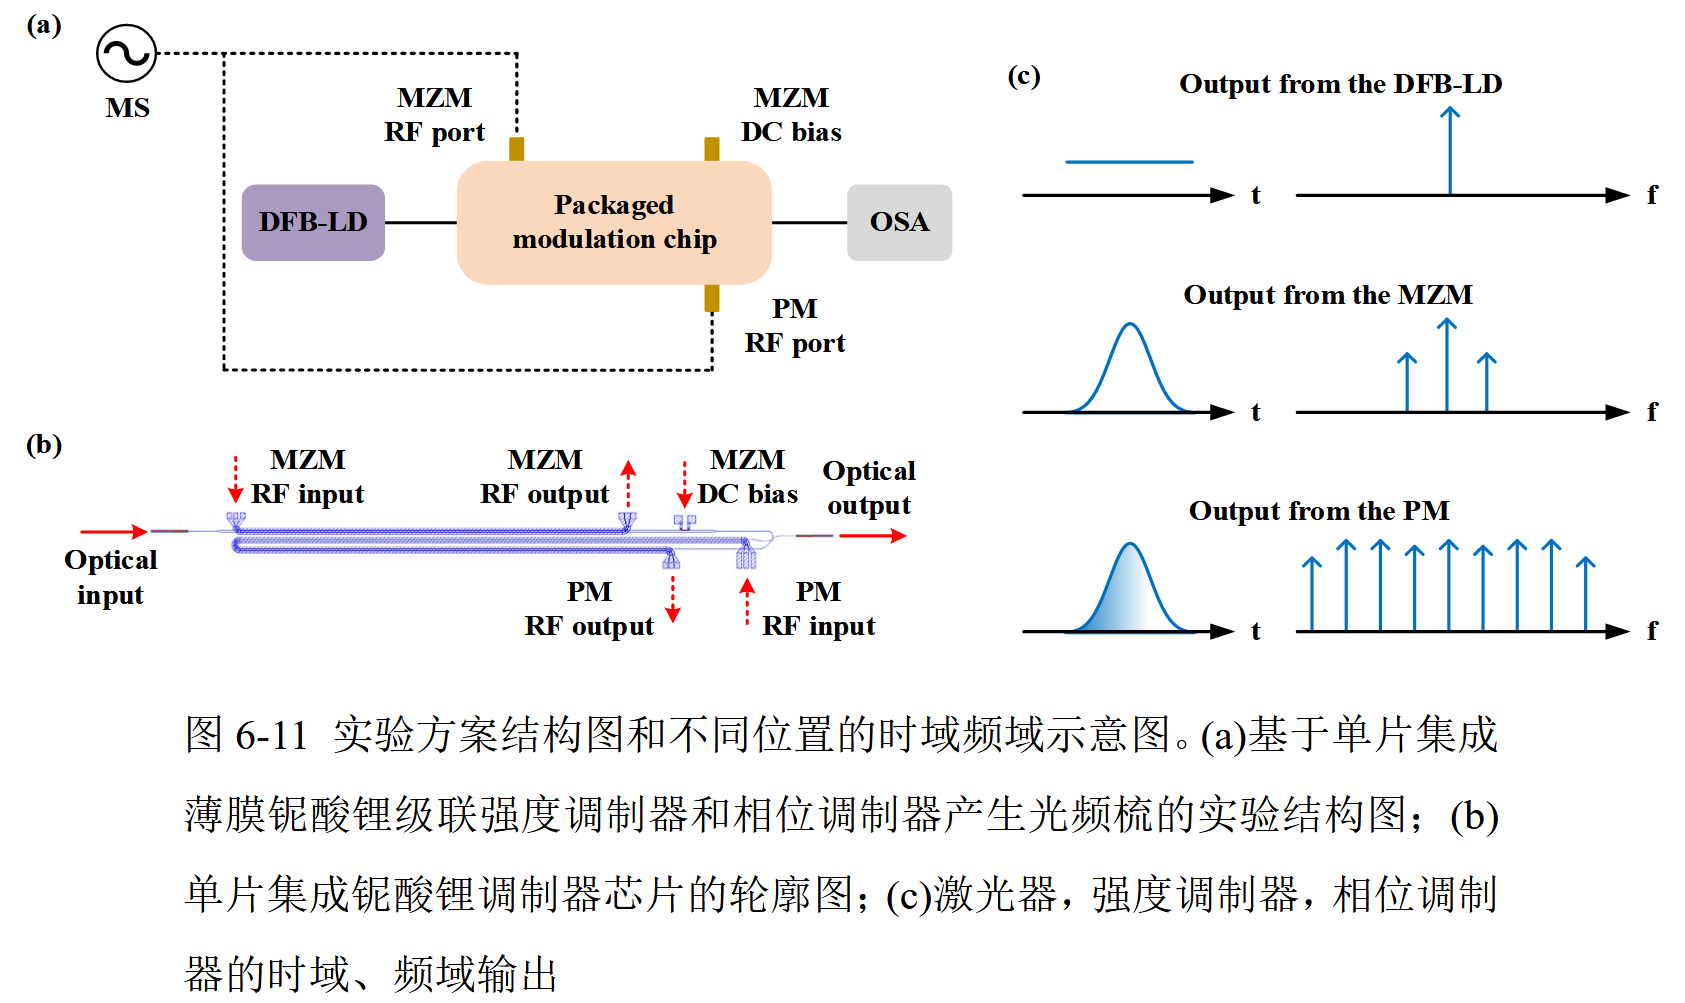 (a)
MS
MZM
RF port
MZM
DC bias
DFB-LD
Packaged
modulation chip
OSA
PM
RF port
(b)
MZM
RF input
MZM
RF output
MZM
DC bias
Optical
output
Optical
input
PM
RF output
PM
RF input
(c)
Output from the DFB-LD
t
f
Output from the MZM
t
f
Output from the PM
t
f
图 6-11 实验方案结构图和不同位置的时域频域示意图。(a)基于单片集成
薄膜铌酸锂级联强度调制器和相位调制器产生光频梳的实验结构图；(b)
单片集成铌酸锂调制器芯片的轮廓图；(c)激光器，强度调制器，相位调制
器的时域、频域输出